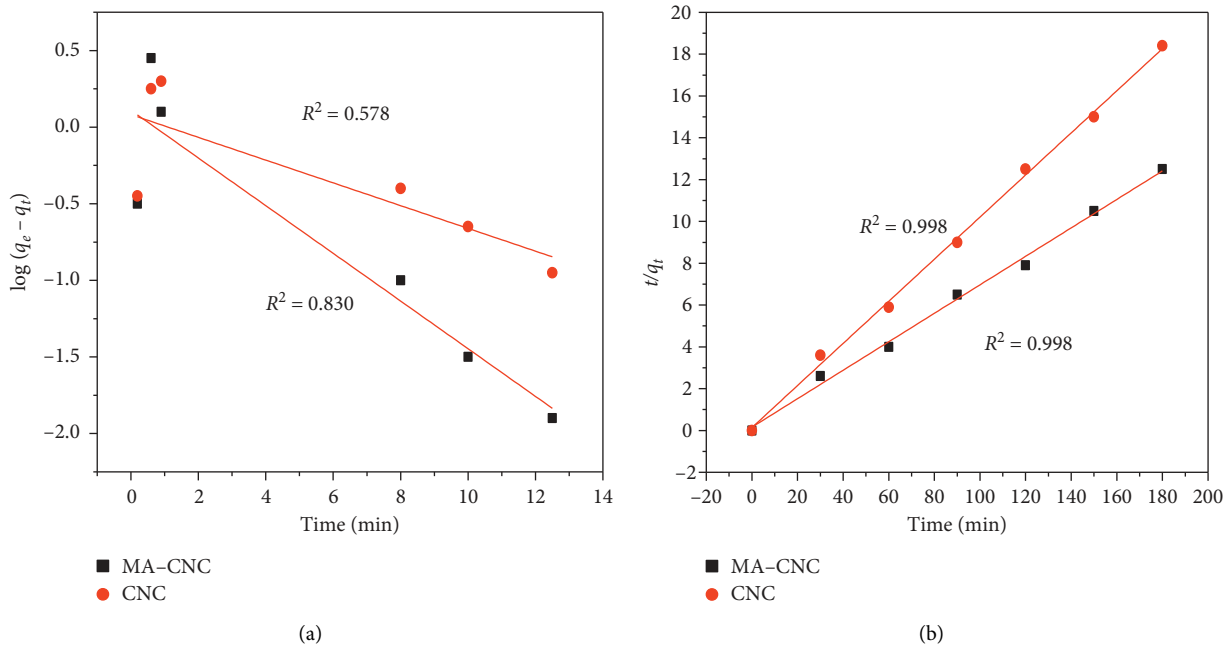 0.5
0.0
−0.5
−1.0
−1.5
−2.0
log (qe − qt)
R² = 0.578
R² = 0.830
0 2 4 6 8 10 12 14
Time (min)
MA–CNC
CNC
(a)
20
18
16
14
12
10
8
6
4
2
0
−2
t/qt
R² = 0.998
R² = 0.998
−20 0 20 40 60 80 100 120 140 160 180 200
Time (min)
MA–CNC
CNC
(b)